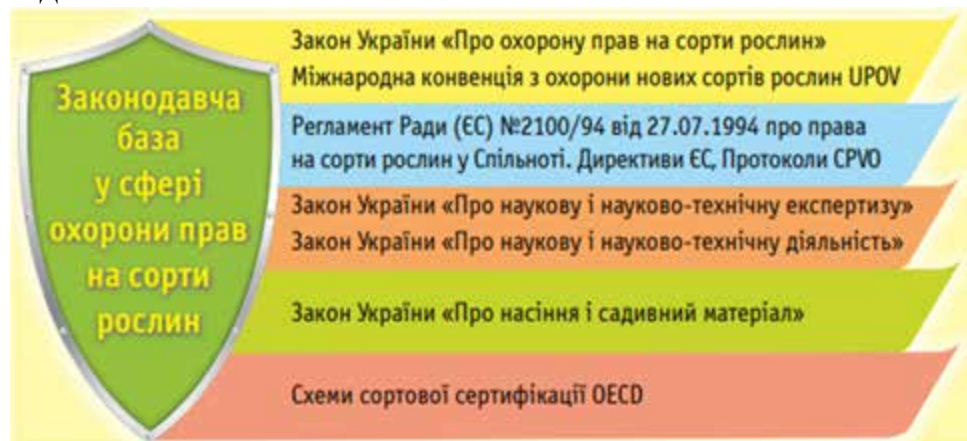 Законодавча
база
у сфері
охорони прав
на сорти
рослин
Закон України «Про охорону прав на сорти рослин»
Міжнародна конвенція з охорони нових сортів рослин UPOV
Регламент Ради (ЄС) №2100/94 від 27.07.1994 про права
на сорти рослин у Спільноті. Директиви ЄС, Протоколи CPVO
Закон України «Про наукову і науково-технічну експертизу»
Закон України «Про наукову і науково-технічну діяльність»
Закон України «Про насіння і садивний матеріал»
Схеми сортової сертифікації OECD